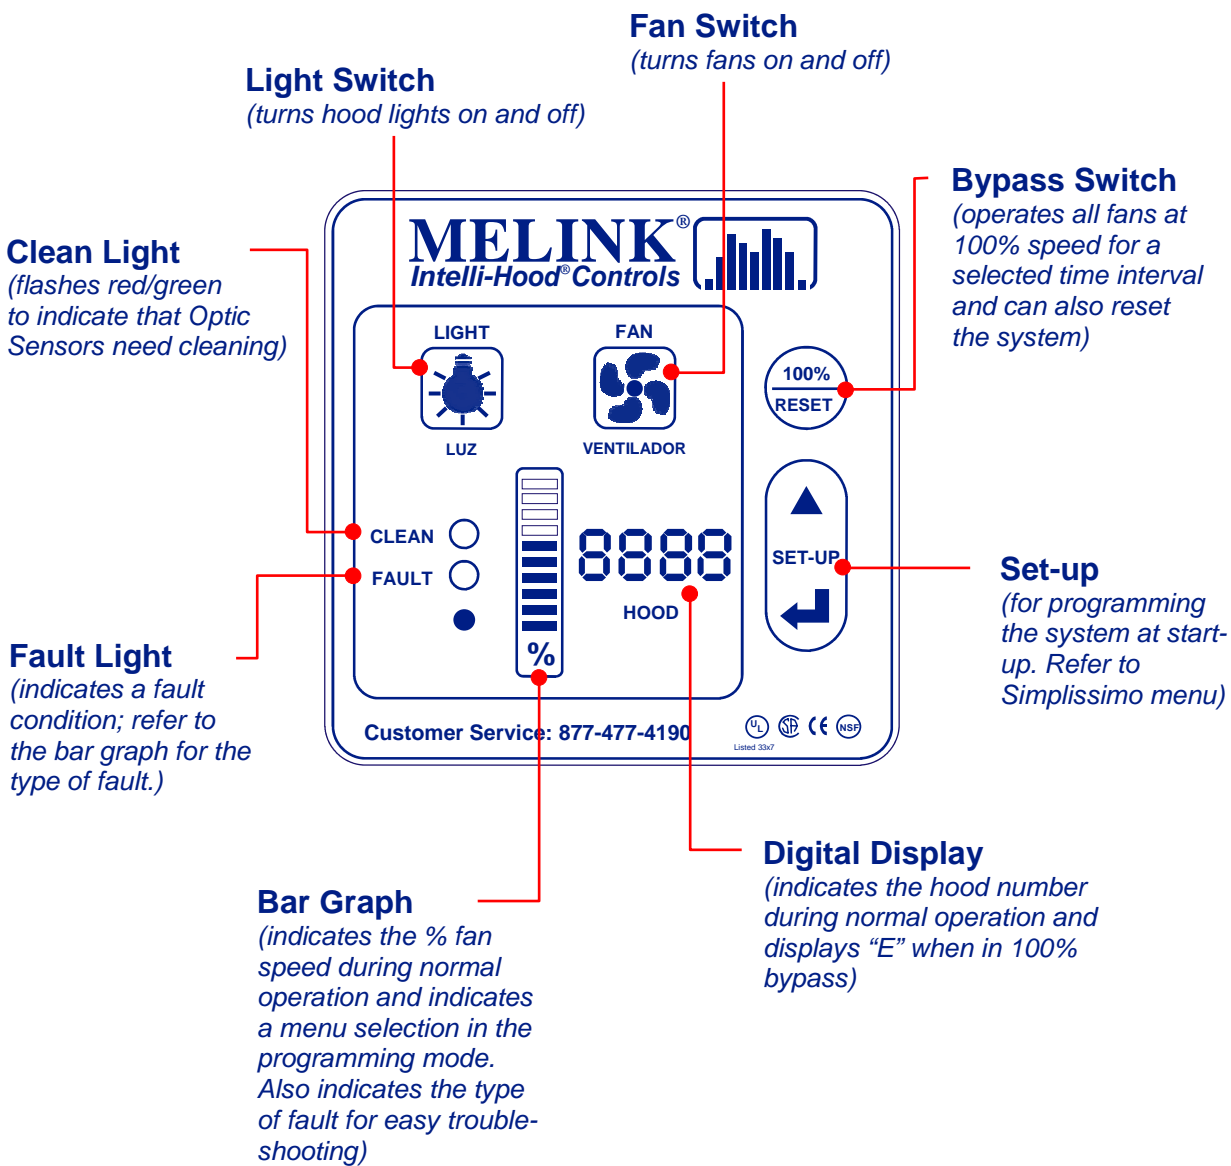 Fan Switch
(turns fans on and off)
Light Switch
(turns hood lights on and off)
Bypass Switch
(operates all fans at
100% speed for a
selected time interval
and can also reset
the system)
Clean Light
(flashes red/green
to indicate that Optic
Sensors need cleaning)
MELINK®
Intelli-Hood® Controls
LIGHT
FAN
100%
RESET
LUZ
VENTILADOR
CLEAN
FAULT
8888
HOOD
%
SET-UP
Set-up
(for programming
the system at start-
up. Refer to
Simplissimo menu)
Fault Light
(indicates a fault
condition; refer to
the bar graph for the
type of fault.)
Customer Service: 877-477-4190
UL
SA
CE
NSF
Listed 33x7
Digital Display
(indicates the hood number
during normal operation and
displays “E” when in 100%
bypass)
Bar Graph
(indicates the % fan
speed during normal
operation and indicates
a menu selection in the
programming mode.
Also indicates the type
of fault for easy trouble-
shooting)